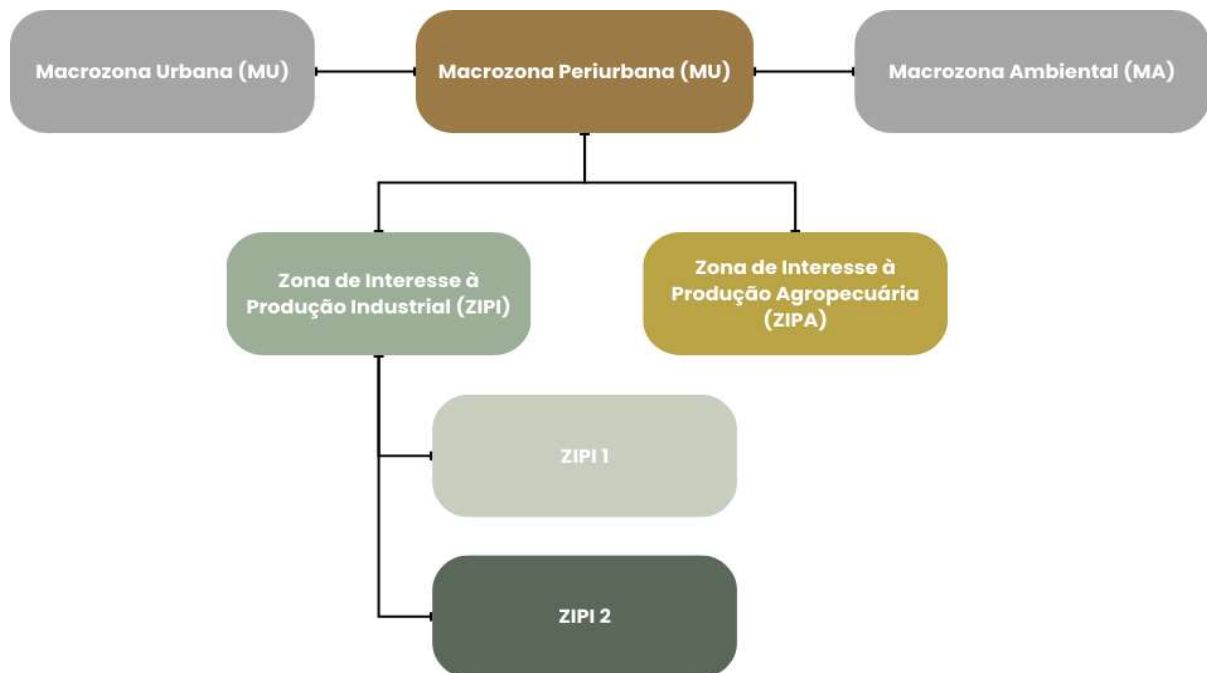 Macrozona Urbana (MU)
Macrozona Periurbana (MU)
Macrozona Ambiental (MA)
Zona de Interesse à
Produção Industrial (ZIPI)
Zona de Interesse à
Produção Agropecuária
(ZIPA)
ZIPI 1
ZIPI 2